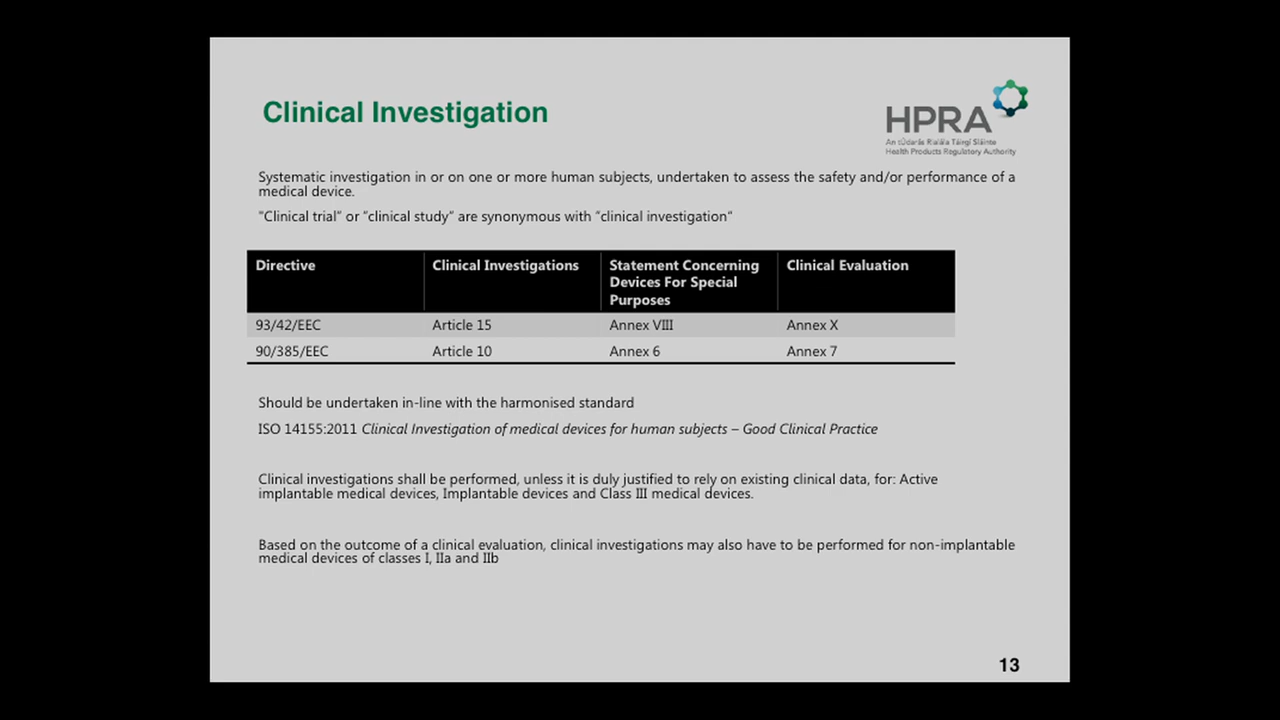 Clinical Investigation
HPRA
An tÚdarás Rialála Táirgí Sláinte
Health Products Regulatory Authority
Systematic investigation in or on one or more human subjects, undertaken to assess the safety and/or performance of a
medical device.
"Clinical trial" or "clinical study" are synonymous with "clinical investigation"
Directive Clinical Investigations Statement Concerning Devices For Special Purposes Clinical Evaluation
93/42/EEC Article 15 Annex VIII Annex X
90/385/EEC Article 10 Annex 6 Annex 7
Should be undertaken in-line with the harmonised standard
ISO 14155:2011 Clinical Investigation of medical devices for human subjects – Good Clinical Practice
Clinical investigations shall be performed, unless it is duly justified to rely on existing clinical data, for: Active
implantable medical devices, Implantable devices and Class III medical devices.
Based on the outcome of a clinical evaluation, clinical investigations may also have to be performed for non-implantable
medical devices of classes I, IIa and IIb
13